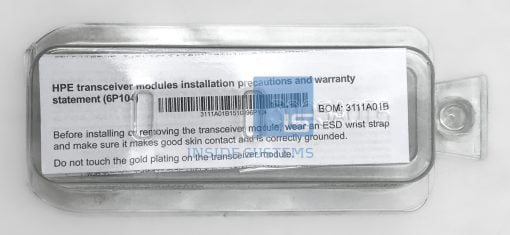 HPE transceiver modules installation precautions and warranty
statement (6P104)
BOM: 3111A01B
Before installing or removing the transceiver module, wear an ESD wrist strap
and make sure it makes good skin contact and is correctly grounded.
Do not touch the gold plating on the transceiver module.
INSIDE SYSTEMS